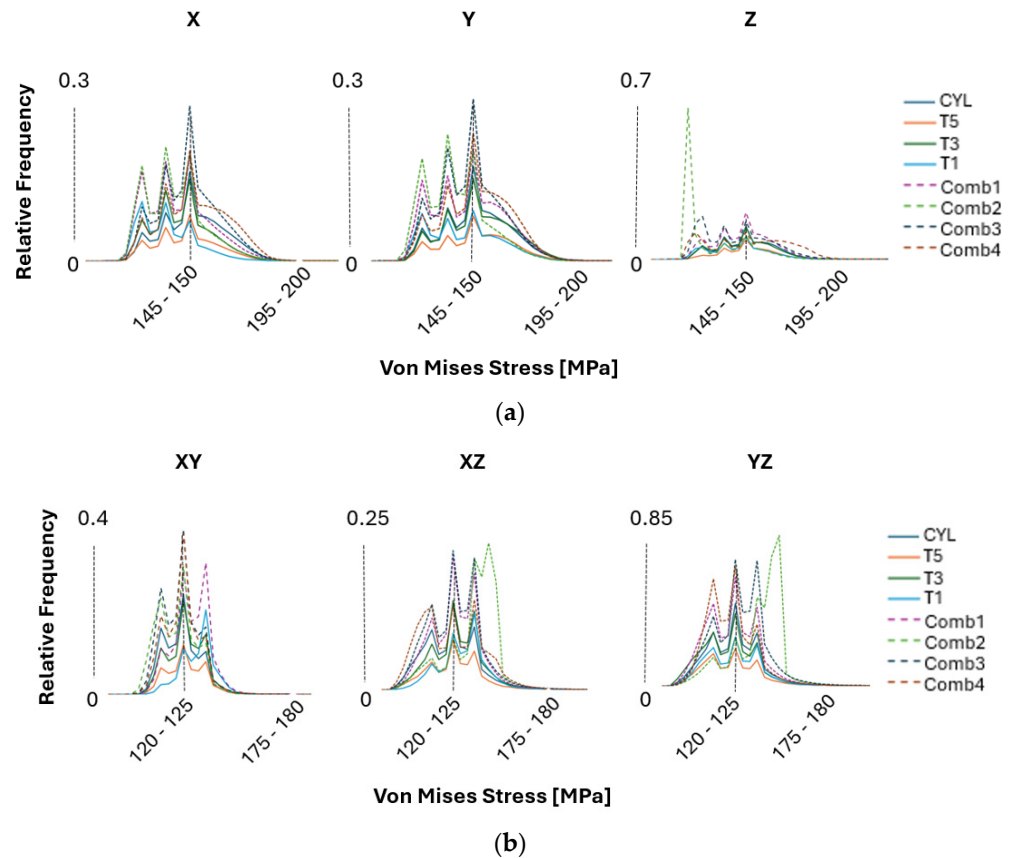 (a)
X Y Z
0.3 0.3 0.7
Relative Frequency
CYL
T5
T3
T1
Comb1
Comb2
Comb3
Comb4
0 0 0
145 - 150 195 - 200 145 - 150 195 - 200 145 - 150 195 - 200
Von Mises Stress [MPa]
(a)
XY XZ YZ
0.4 0.25 0.85
Relative Frequency
CYL
T5
T3
T1
Comb1
Comb2
Comb3
Comb4
0 0 0
120 - 125 175 - 180 120 - 125 175 - 180 120 - 125 175 - 180
Von Mises Stress [MPa]
(b)